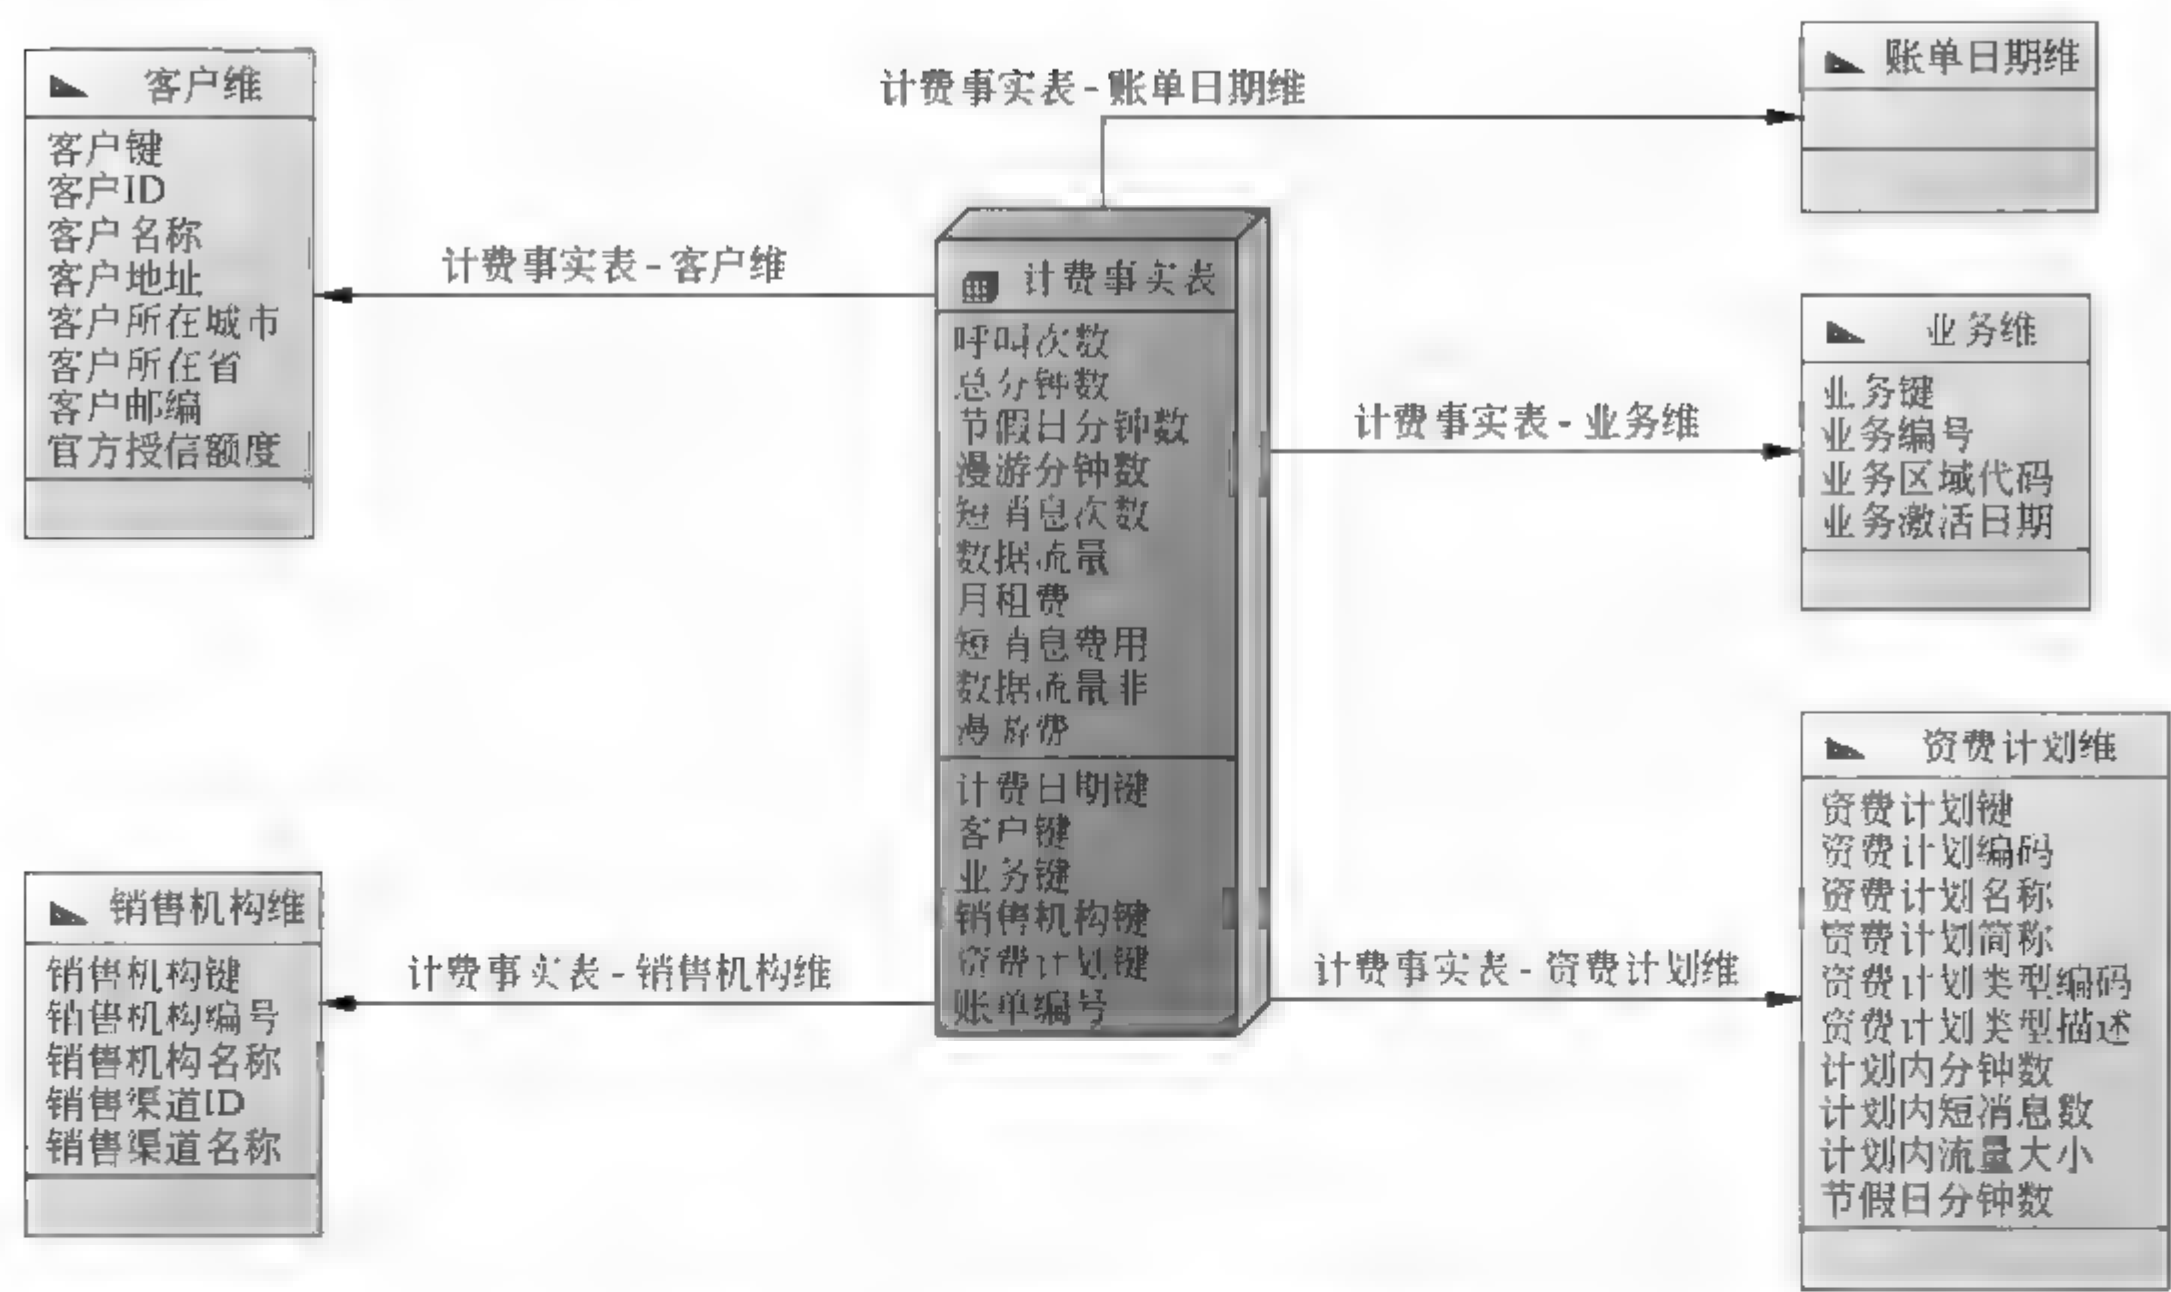 客户维
客户键
客户ID
客户名称
客户地址
客户所在城市
客户所在省
客户邮编
官方授信额度
计费事实表-客户维
销售机构维
销售机构键
销售机构编号
销售机构名称
销售渠道ID
销售渠道名称
计费事实表-销售机构维
计费事实表
呼叫次数
总分钟数
节假日分钟数
漫游分钟数
短消息次数
数据流量
月租费
短消息费用
数据流量非
漫游费
计费日期键
客户键
业务键
销售机构键
资费计划键
账单编号
计费事实表-账单日期维
账单日期维
计费事实表-业务维
业务维
业务键
业务编号
业务区域代码
业务激活日期
计费事实表-资费计划维
资费计划维
资费计划键
资费计划编码
资费计划名称
资费计划简称
资费计划类型编码
资费计划类型描述
计划内分钟数
计划内短消息数
计划内流量大小
节假日分钟数